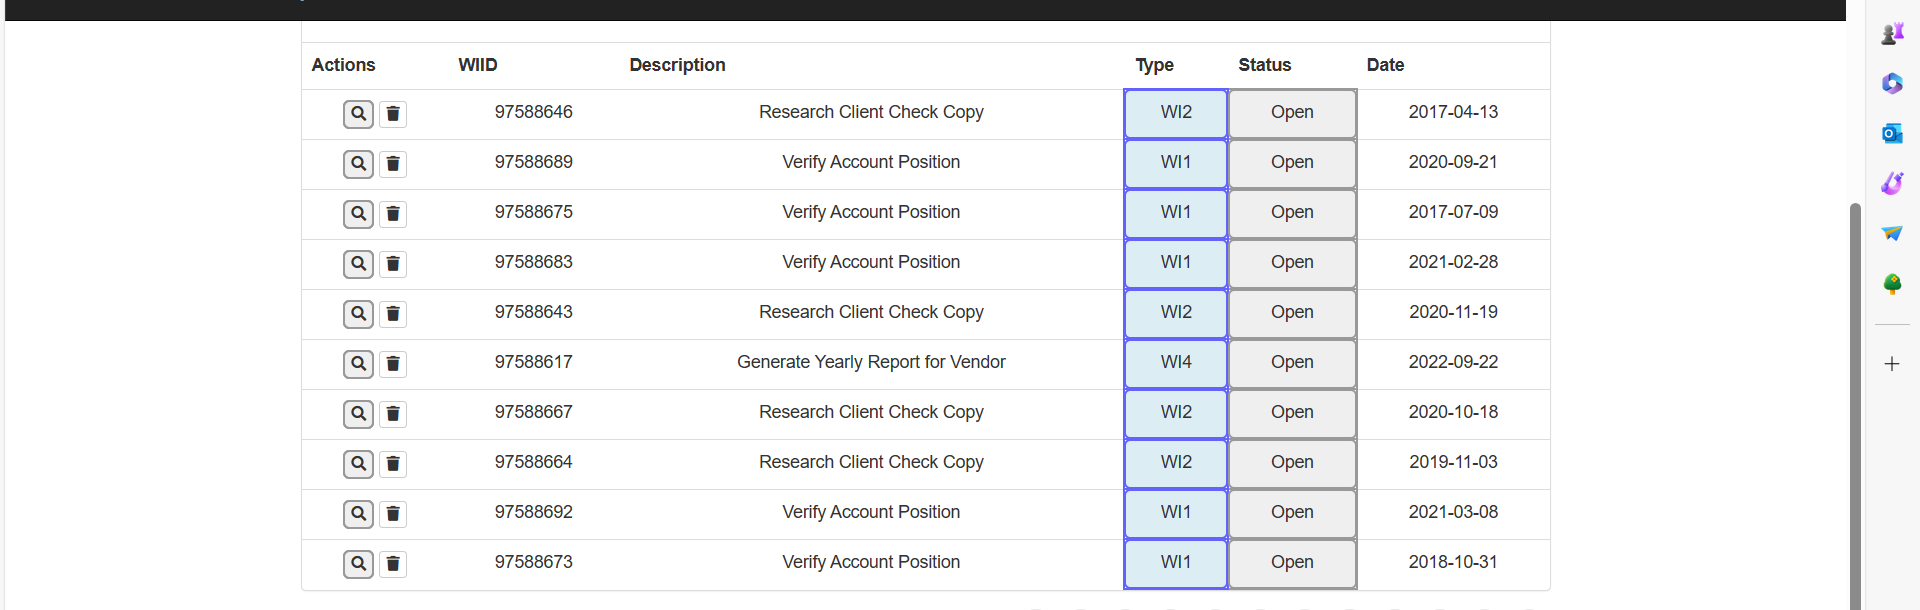 Actions WIID Description Type Status Date
97588646 Research Client Check Copy WI2 Open 2017-04-13
97588689 Verify Account Position WI1 Open 2020-09-21
97588675 Verify Account Position WI1 Open 2017-07-09
97588683 Verify Account Position WI1 Open 2021-02-28
97588643 Research Client Check Copy WI2 Open 2020-11-19
97588617 Generate Yearly Report for Vendor WI4 Open 2022-09-22
97588667 Research Client Check Copy WI2 Open 2020-10-18
97588664 Research Client Check Copy WI2 Open 2019-11-03
97588692 Verify Account Position WI1 Open 2021-03-08
97588673 Verify Account Position WI1 Open 2018-10-31